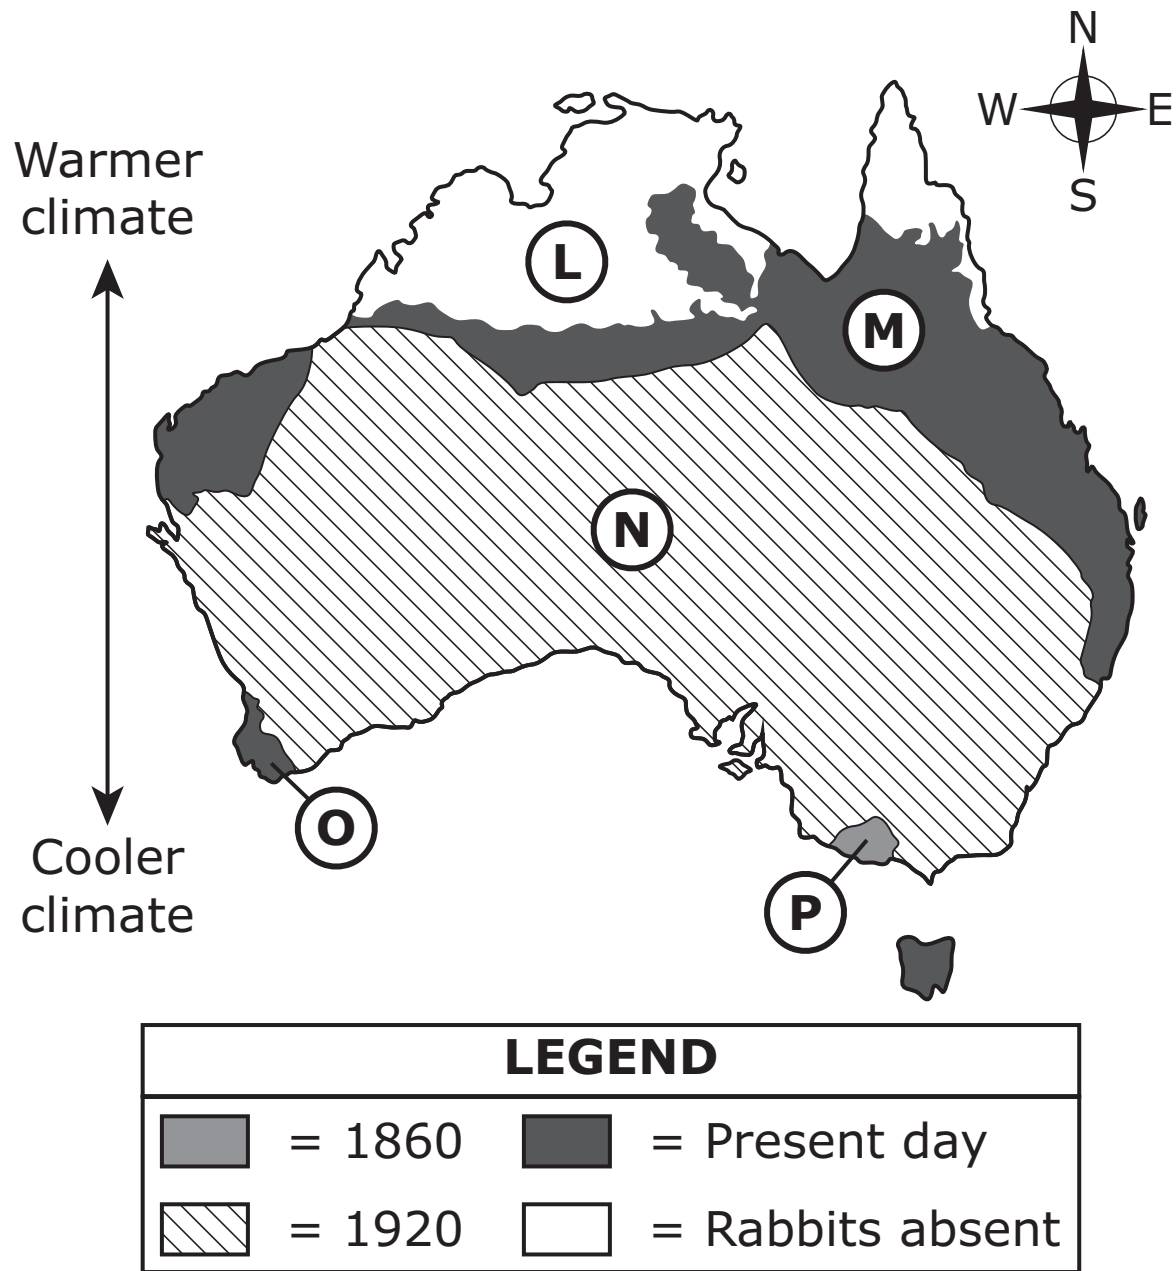 N
W E
S
Warmer
climate
L
M
N
O
P
Cooler
climate
LEGEND
= 1860 = Present day
= 1920 = Rabbits absent